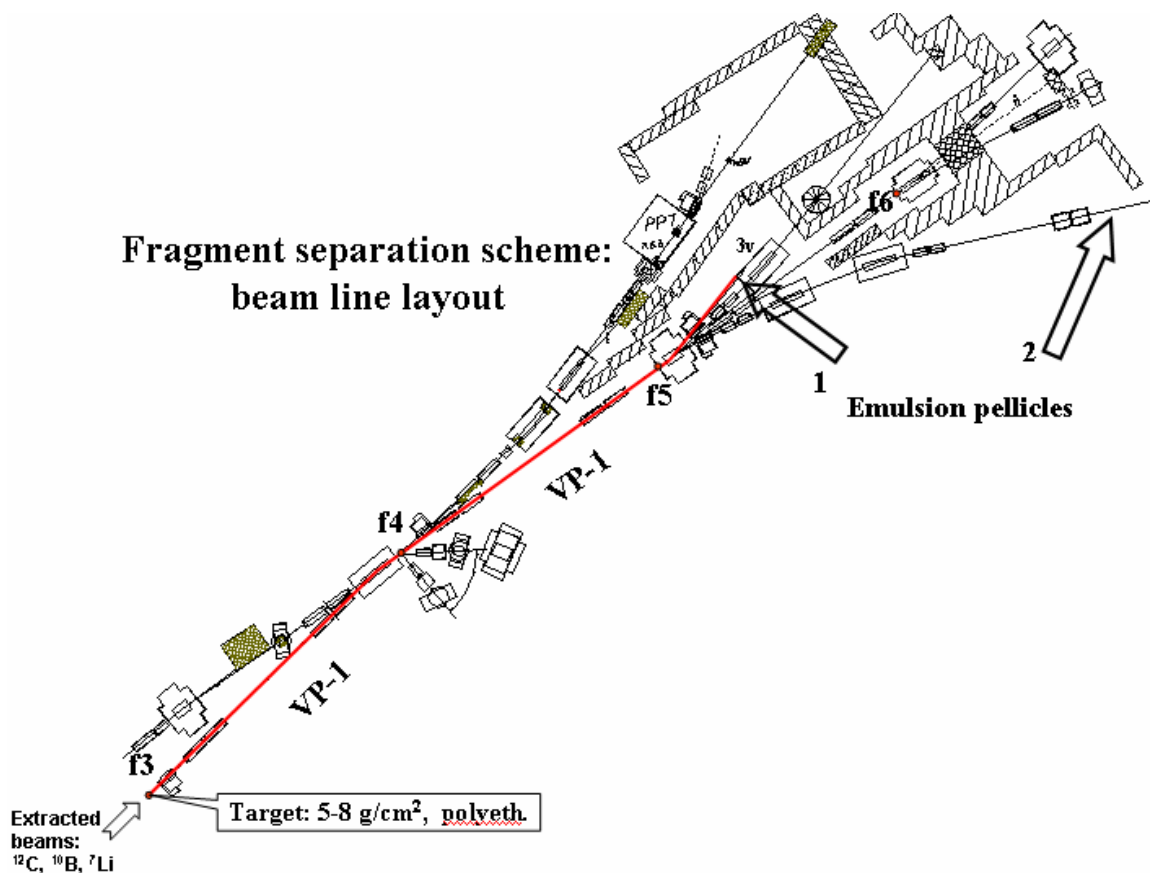 Fragment separation scheme:
beam line layout
PPT
3v
f6
f5
1
2
Emulsion pellicles
VP-1
f4
VP-1
f3
Target: 5-8 g/cm², polyeth.
Extracted
beams:
¹²C, ¹⁰B, ⁷Li